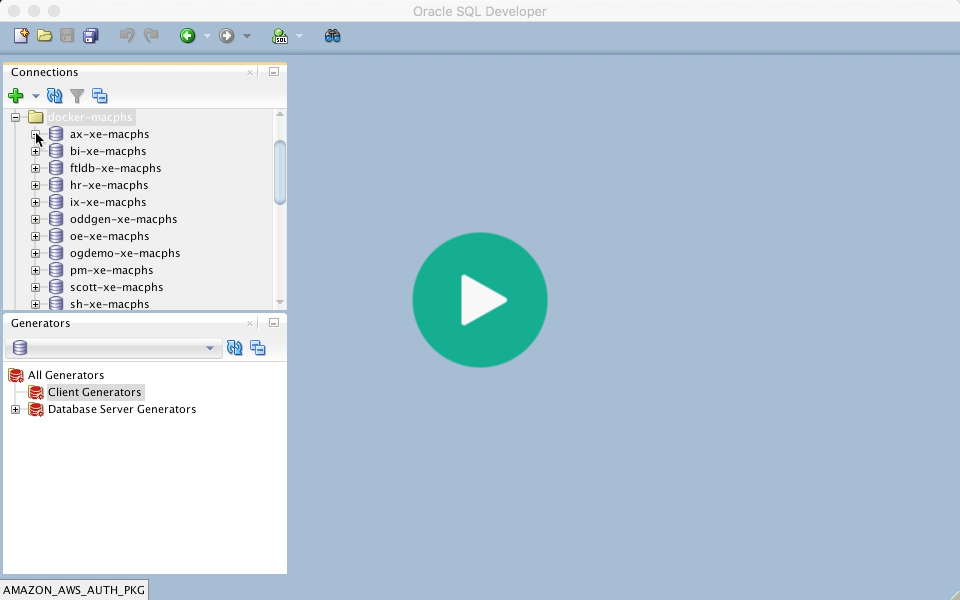 Oracle SQL Developer
SQL
Connections
docker-macphs
ax-xe-macphs
bi-xe-macphs
ftldb-xe-macphs
hr-xe-macphs
ix-xe-macphs
oddgen-xe-macphs
oe-xe-macphs
ogdemo-xe-macphs
pm-xe-macphs
scott-xe-macphs
sh-xe-macphs
Generators
All Generators
Client Generators
Database Server Generators
AMAZON_AWS_AUTH_PKG